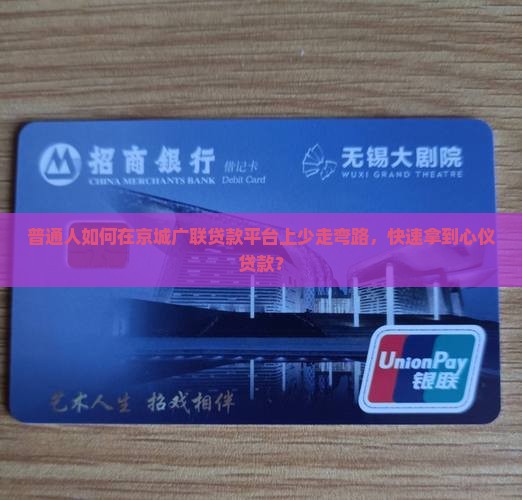 招商银行 借记卡
CHINA MERCHANTS BANK Debit Card
无锡大剧院
WUXI GRAND THEATRE
普通人如何在京城广联贷款平台上少走弯路，快速拿到心仪
贷款？
UnionPay
银联
艺术人生 招戏相伴